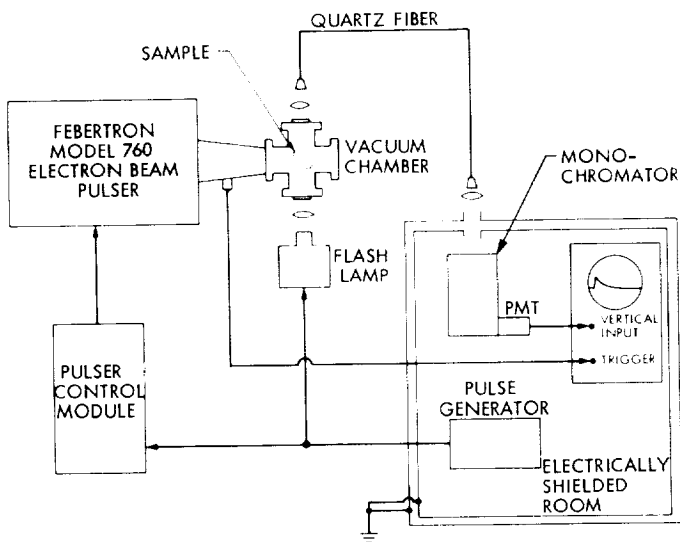 QUARTZ FIBER
SAMPLE
FEBERTRON
MODEL 760
ELECTRON BEAM
PULSER
VACUUM
CHAMBER
MONO-
CHROMATOR
FLASH
LAMP
PMT
VERTICAL
INPUT
TRIGGER
PULSER
CONTROL
MODULE
PULSE
GENERATOR
ELECTRICALLY
SHIELDED
ROOM